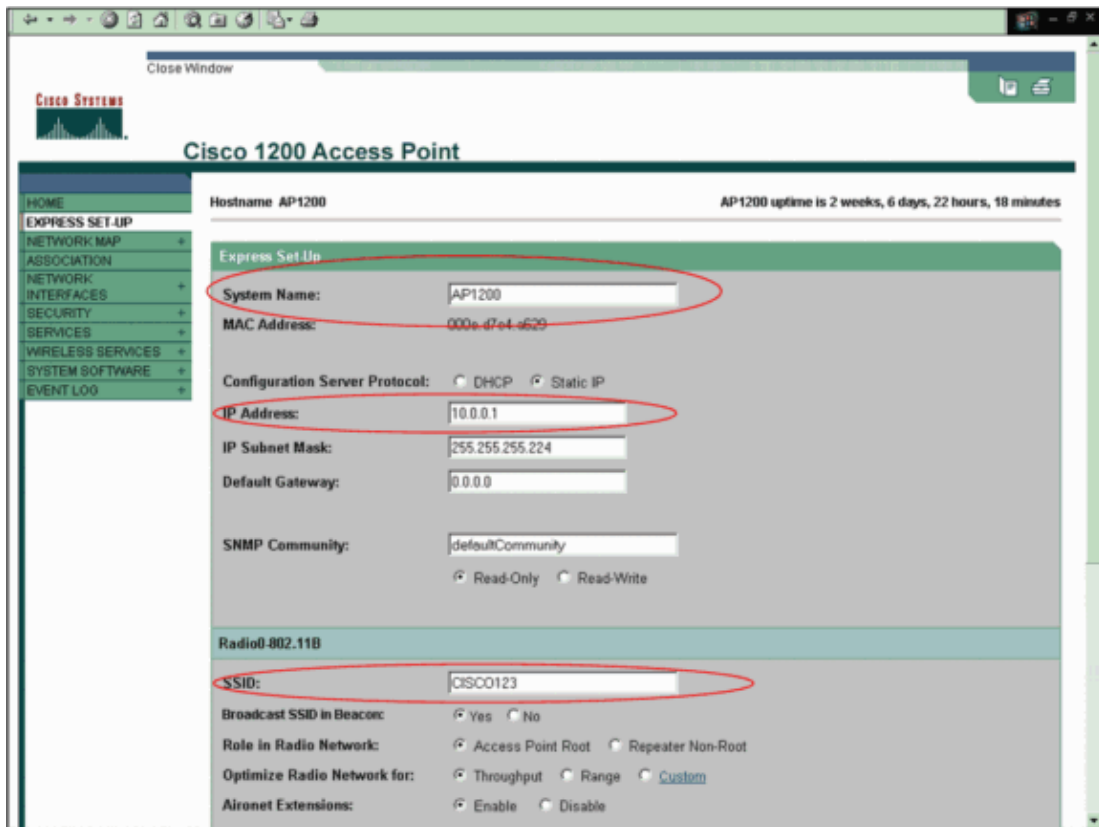 Close Window
CISCO SYSTEMS
Cisco 1200 Access Point
HOME
EXPRESS SET-UP
NETWORK MAP +
ASSOCIATION
NETWORK INTERFACES +
SECURITY +
SERVICES +
WIRELESS SERVICES +
SYSTEM SOFTWARE +
EVENT LOG +
Hostname AP1200
AP1200 uptime is 2 weeks, 6 days, 22 hours, 18 minutes
Express Set-Up
System Name: AP1200
MAC Address: 000e.d7e4.a629
Configuration Server Protocol: DHCP Static IP
IP Address: 10.0.0.1
IP Subnet Mask: 255.255.255.224
Default Gateway: 0.0.0.0
SNMP Community: defaultCommunity
Read-Only Read-Write
Radio0-802.11B
SSID: CISCO123
Broadcast SSID in Beacon: Yes No
Role in Radio Network: Access Point Root Repeater Non-Root
Optimize Radio Network for: Throughput Range Custom
Aironet Extensions: Enable Disable